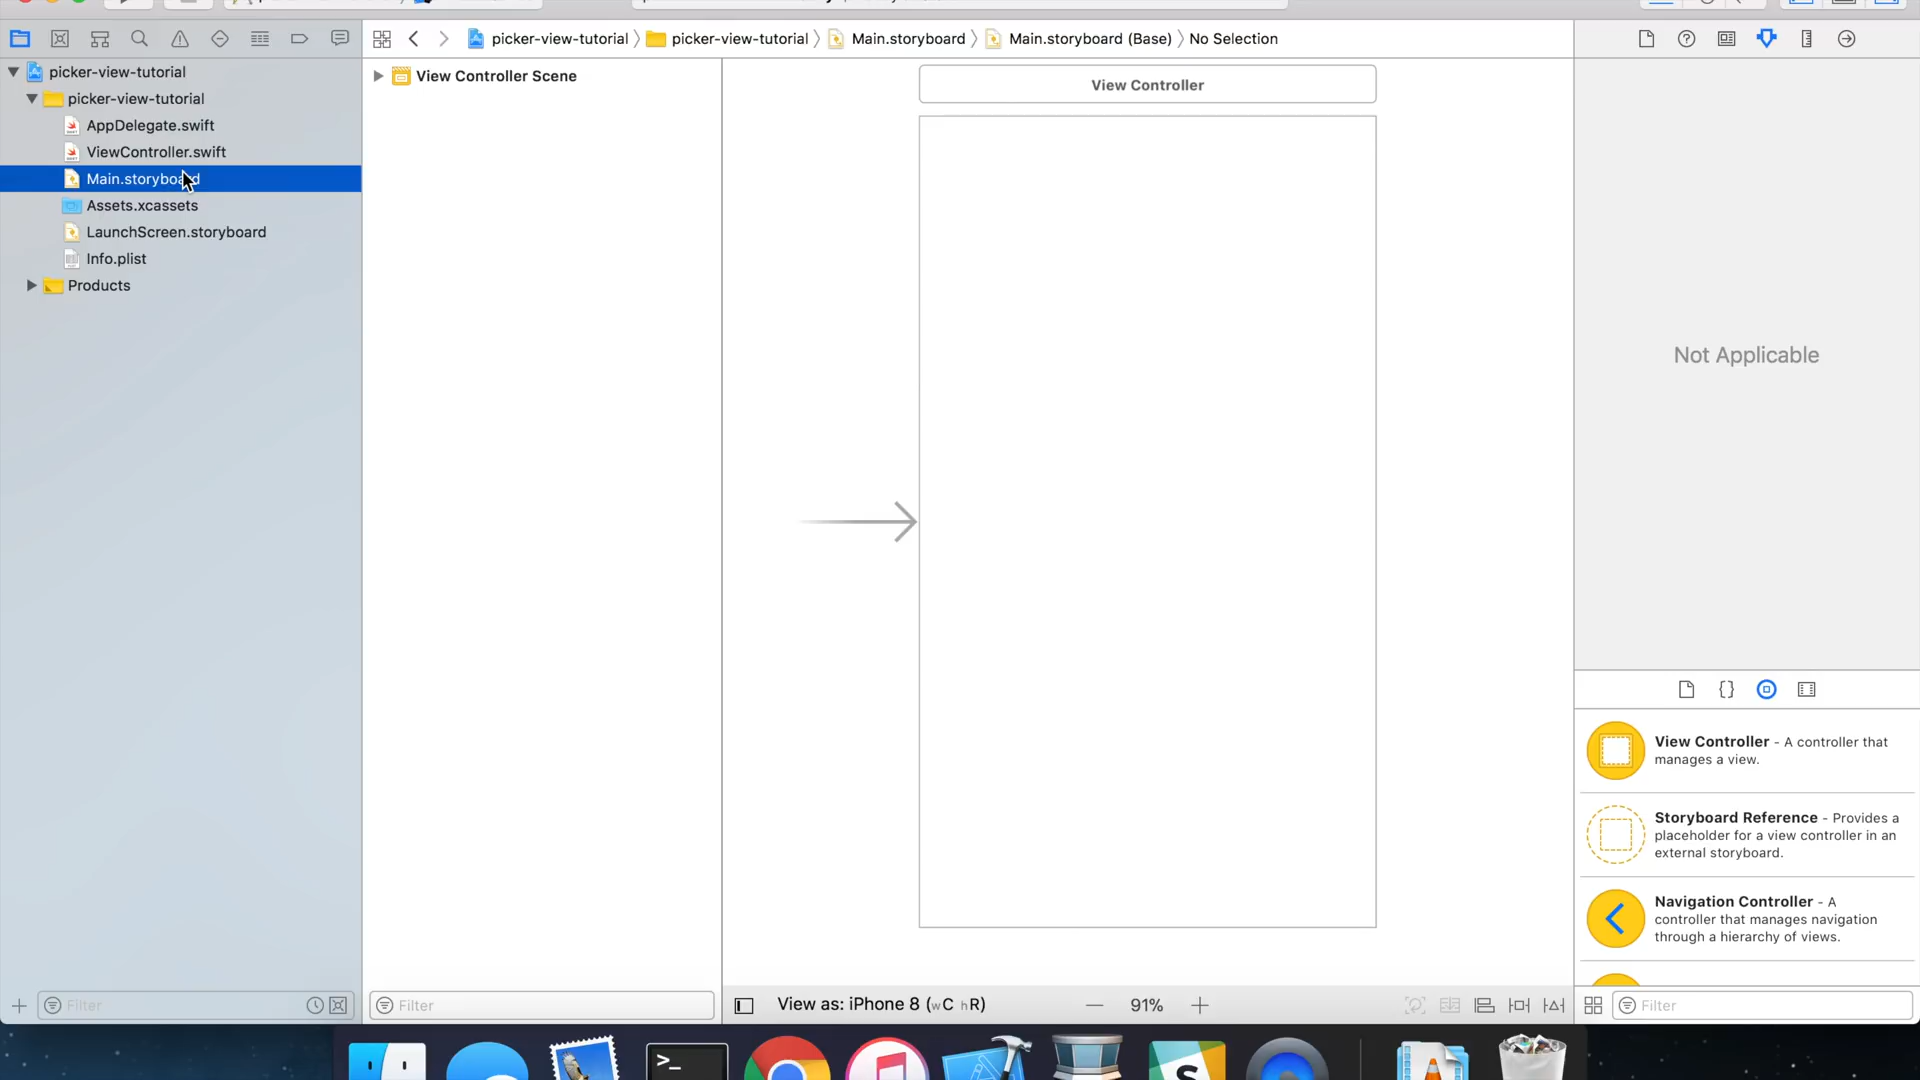 picker-view-tutorial
picker-view-tutorial
Main.storyboard
Main.storyboard (Base)
No Selection
picker-view-tutorial
picker-view-tutorial
AppDelegate.swift
ViewController.swift
Main.storyboard
Assets.xcassets
LaunchScreen.storyboard
Info.plist
Products
View Controller Scene
View Controller
Not Applicable
View Controller - A controller that
manages a view.
Storyboard Reference - Provides a
placeholder for a view controller in an
external storyboard.
Navigation Controller - A
controller that manages navigation
through a hierarchy of views.
Filter
Filter
View as: iPhone 8 (wC hR)
91%
Filter